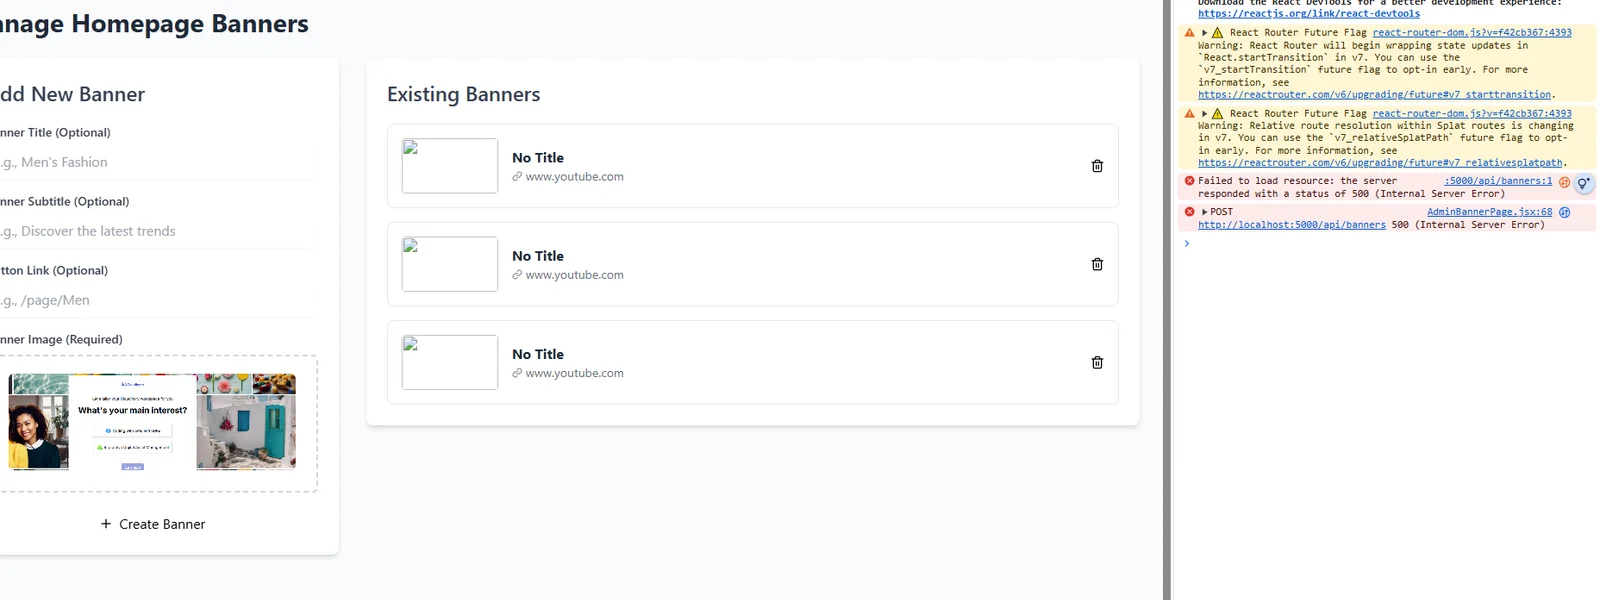 nage Homepage Banners
dd New Banner
nner Title (Optional)
.g., Men's Fashion
nner Subtitle (Optional)
.g., Discover the latest trends
tton Link (Optional)
.g., /page/Men
nner Image (Required)
What's your main interest?
+ Create Banner
Existing Banners
No Title
www.youtube.com
No Title
www.youtube.com
No Title
www.youtube.com
Download the React DevTools for a better development experience:
https://reactjs.org/link/react-devtools
React Router Future Flag react-router-dom.js?v=f42cb367:4393
Warning: React Router will begin wrapping state updates in
`React.startTransition` in v7. You can use the
`v7_startTransition` future flag to opt-in early. For more
information, see
https://reactrouter.com/v6/upgrading/future#v7_starttransition.
React Router Future Flag react-router-dom.js?v=f42cb367:4393
Warning: Relative route resolution within Splat routes is changing
in v7. You can use the `v7_relativeSplatPath` future flag to opt-
in early. For more information, see
https://reactrouter.com/v6/upgrading/future#v7_relativesplatpath.
Failed to load resource: the server :5000/api/banners:1
responded with a status of 500 (Internal Server Error)
POST AdminBannerPage.jsx:68
http://localhost:5000/api/banners 500 (Internal Server Error)